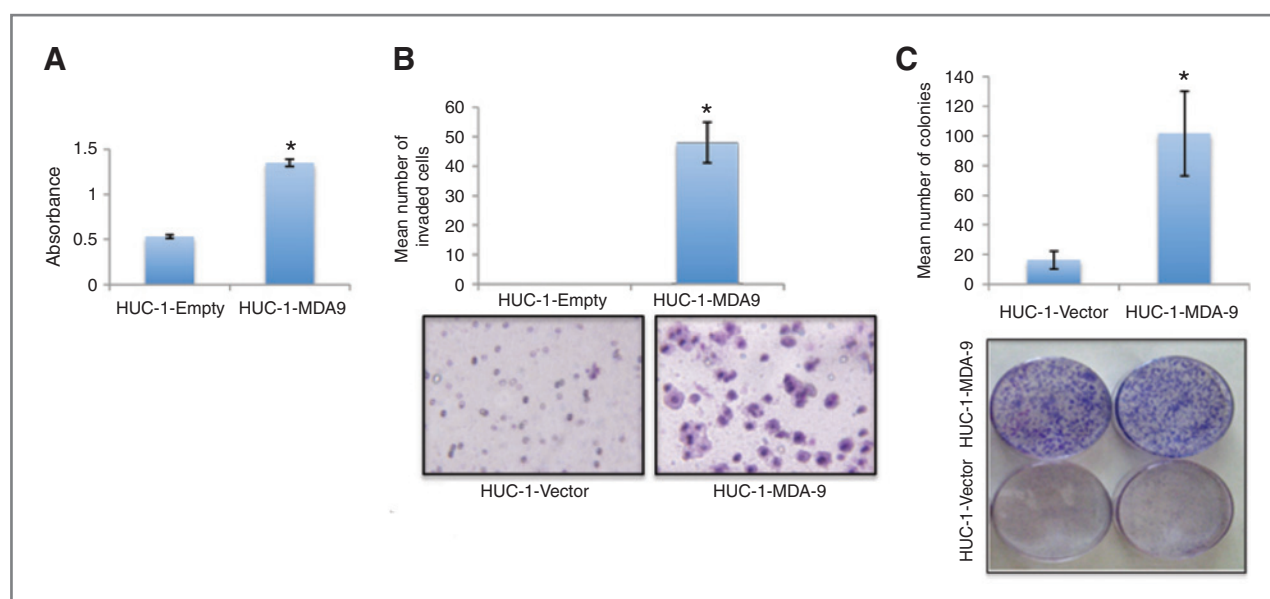 A
Absorbance
1.5
1
0.5
0
HUC-1-Empty HUC-1-MDA9
*
B
Mean number of
invaded cells
60
50
40
30
20
10
0
*
HUC-1-Empty HUC-1-MDA9
HUC-1-Vector HUC-1-MDA-9
C
Mean number of colonies
140
120
100
80
60
40
20
0
*
HUC-1-Vector HUC-1-MDA-9
HUC-1-MDA-9
HUC-1-Vector